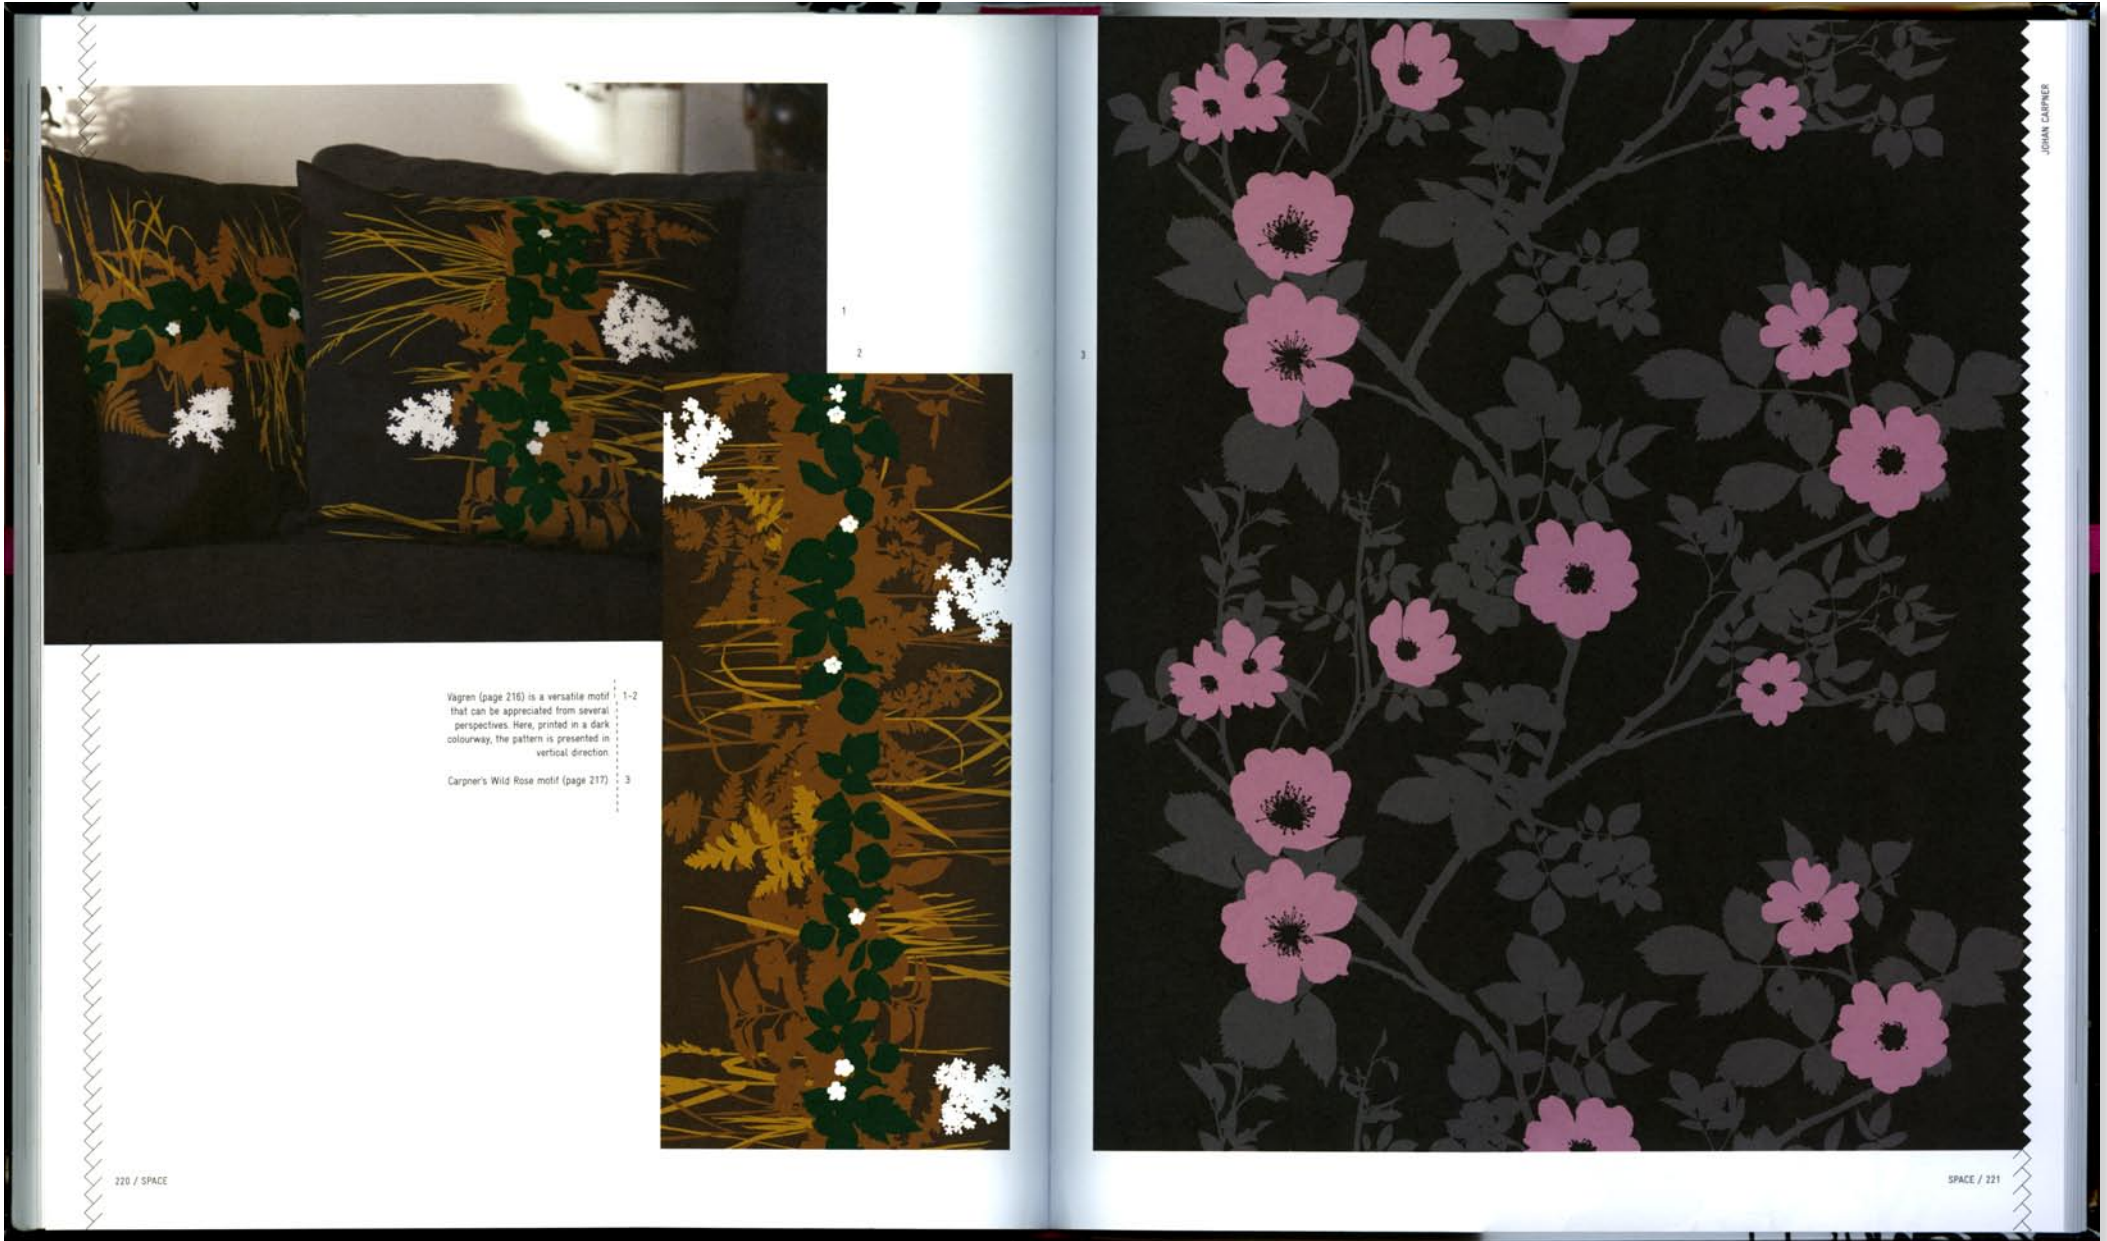 1
2
Vagren (page 216) is a versatile motif
that can be appreciated from several
perspectives. Here, printed in a dark
colourway, the pattern is presented in
vertical direction.
1-2
Carpner's Wild Rose motif (page 217)
3
220 / SPACE
3
JOHAN CARPNER
SPACE / 221